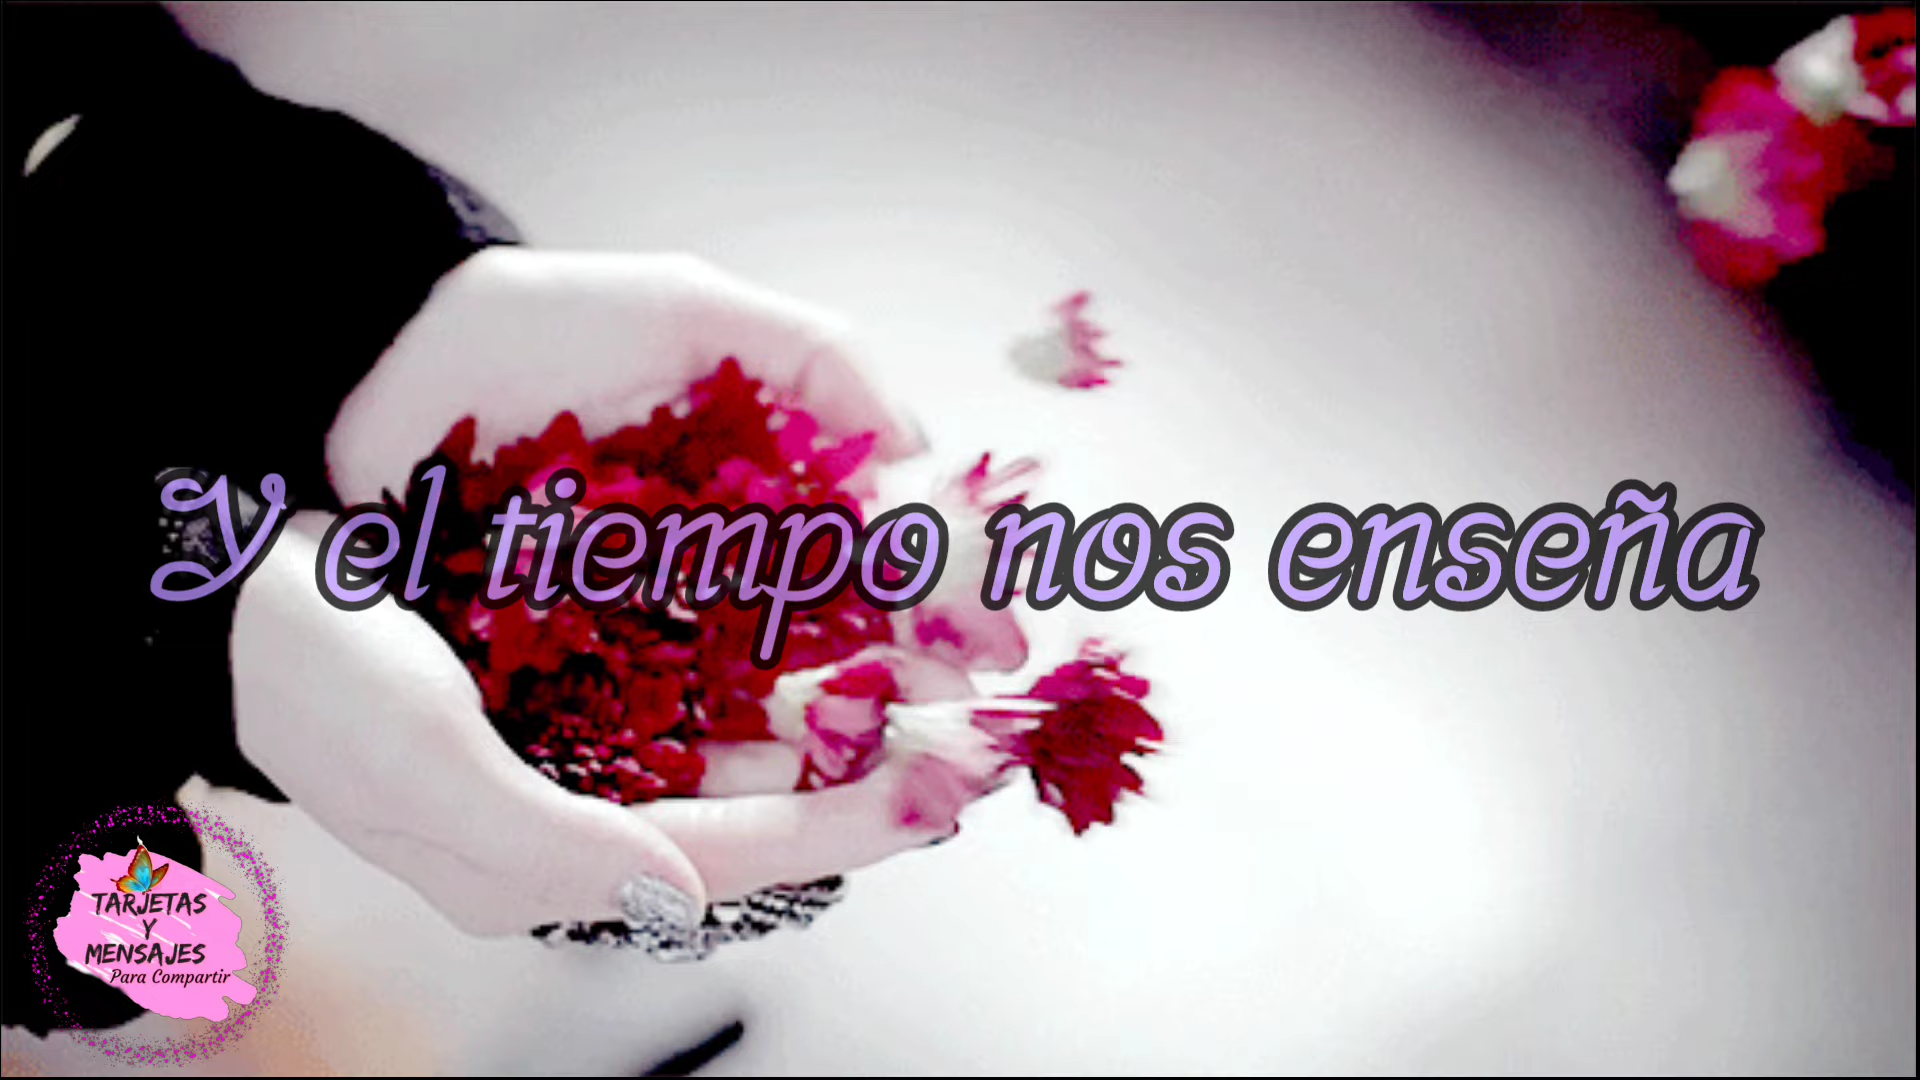 Y el tiempo nos enseña
TARJETAS
Y
MENSAJES
Para Compartir